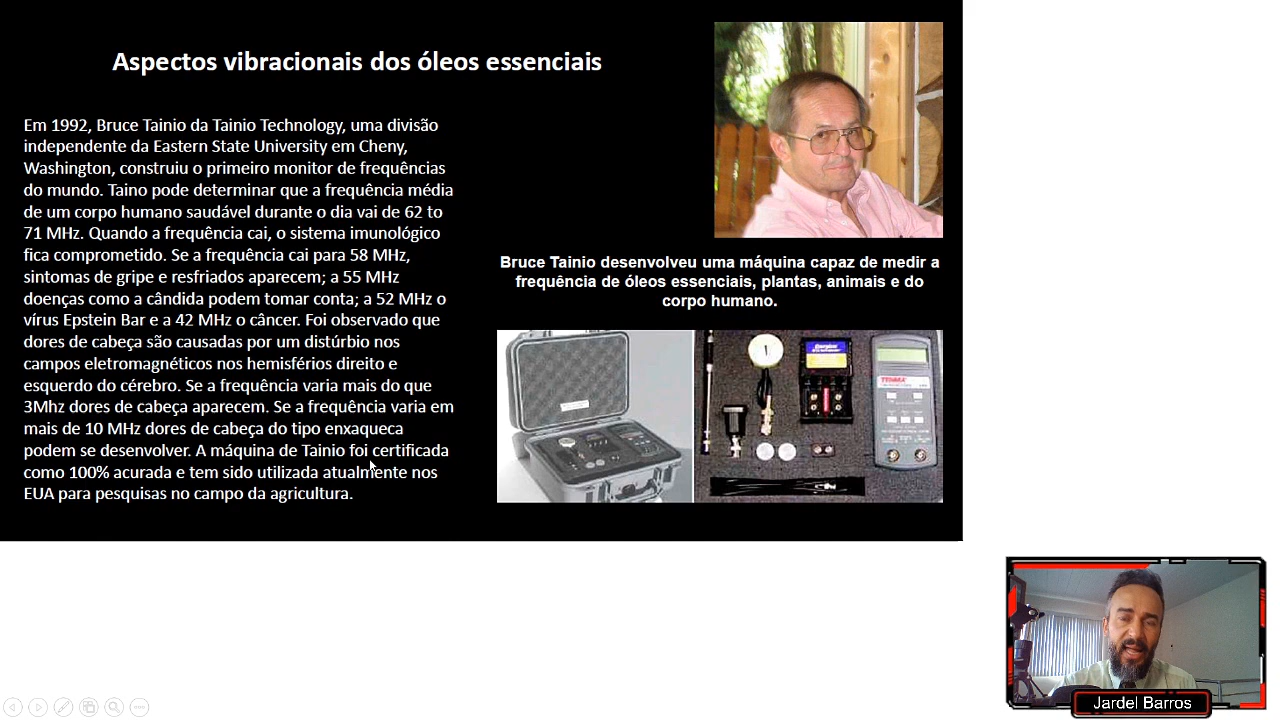 Aspectos vibracionais dos óleos essenciais
Em 1992, Bruce Tainio da Tainio Technology, uma divisão
independente da Eastern State University em Cheny,
Washington, construiu o primeiro monitor de frequências
do mundo. Taino pode determinar que a frequência média
de um corpo humano saudável durante o dia vai de 62 to
71 MHz. Quando a frequência cai, o sistema imunológico
fica comprometido. Se a frequência cai para 58 MHz,
sintomas de gripe e resfriados aparecem; a 55 MHz
doenças como a cândida podem tomar conta; a 52 MHz o
vírus Epstein Bar e a 42 MHz o câncer. Foi observado que
dores de cabeça são causadas por um distúrbio nos
campos eletromagnéticos nos hemisférios direito e
esquerdo do cérebro. Se a frequência varia mais do que
3Mhz dores de cabeça aparecem. Se a frequência varia em
mais de 10 MHz dores de cabeça do tipo enxaqueca
podem se desenvolver. A máquina de Tainio foi certificada
como 100% acurada e tem sido utilizada atualmente nos
EUA para pesquisas no campo da agricultura.
Bruce Tainio desenvolveu uma máquina capaz de medir a
frequência de óleos essenciais, plantas, animais e do
corpo humano.
Jardel Barros